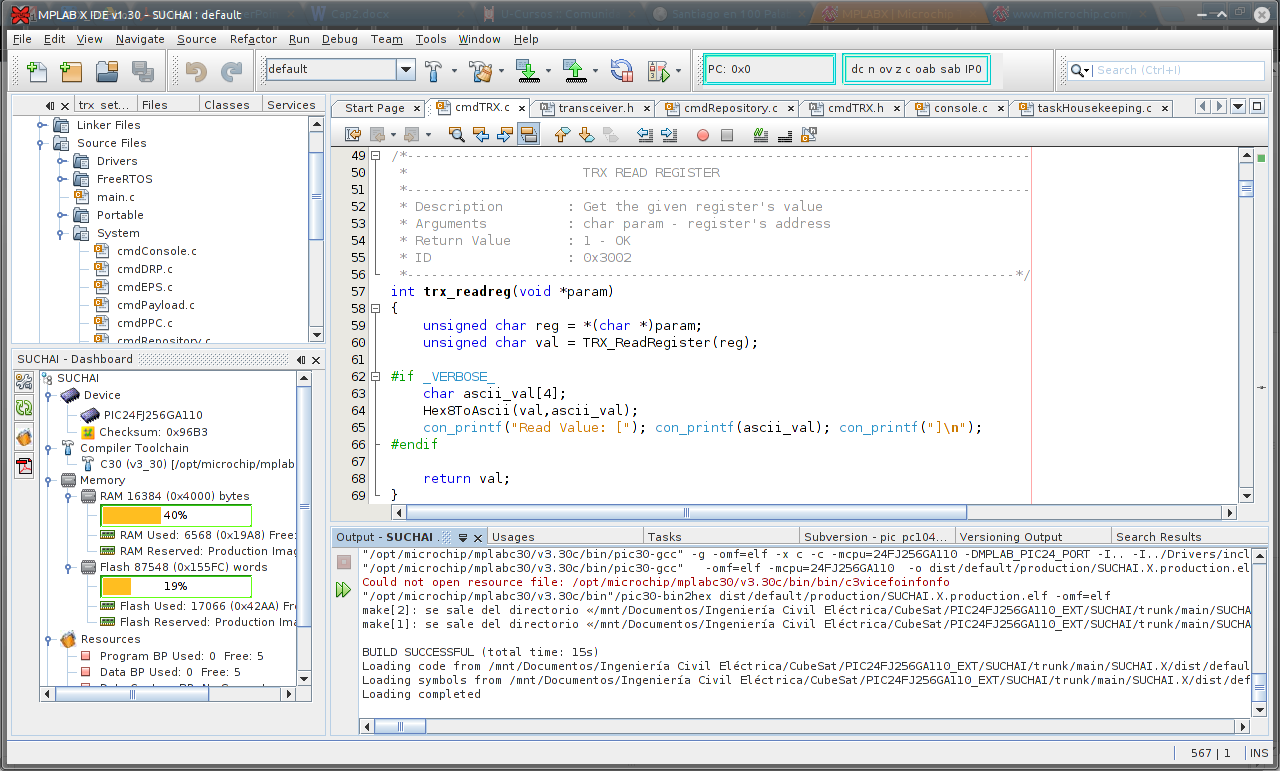 MPLAB X IDE v1.30 - SUCHAI : default
File Edit View Navigate Source Refactor Run Debug Team Tools Window Help
default
PC: 0x0
dc n ov z c oab sab IP0
Search (Ctrl+I)
trx_set... Files Classes Services
Linker Files
Source Files
Drivers
FreeRTOS
main.c
Portable
System
cmdConsole.c
cmdDRP.c
cmdEPS.c
cmdPayload.c
cmdPPC.c
cmdRepository.c
SUCHAI - Dashboard
SUCHAI
Device
PIC24FJ256GA110
Checksum: 0x96B3
Compiler Toolchain
C30 (v3_30) [/opt/microchip/mplab
Memory
RAM 16384 (0x4000) bytes
40%
RAM Used: 6568 (0x19A8) Free:
RAM Reserved: Production Imag
Flash 87548 (0x155FC) words
19%
Flash Used: 17066 (0x42AA) Fr
Flash Reserved: Production Ima
Resources
Program BP Used: 0 Free: 5
Data BP Used: 0 Free: 5
Start Page cmdTRX.c transceiver.h cmdRepository.c cmdTRX.h console.c taskHousekeeping.c
49 /*-----------------------------------------------------------------------------
50 * TRX READ REGISTER
51 *-----------------------------------------------------------------------------
52 * Description : Get the given register's value
53 * Arguments : char param - register's address
54 * Return Value : 1 - OK
55 * ID : 0x3002
56 *----------------------------------------------------------------------------*/
57 int trx_readreg(void *param)
58 {
59 unsigned char reg = *(char *)param;
60 unsigned char val = TRX_ReadRegister(reg);
61
62 #if _VERBOSE_
63 char ascii_val[4];
64 Hex8ToAscii(val,ascii_val);
65 con_printf("Read Value: ["); con_printf(ascii_val); con_printf("]\n");
66 #endif
67
68 return val;
69 }
Output - SUCHAI . Usages Tasks Subversion - pic_pc104... Versioning Output Search Results
"/opt/microchip/mplabc30/v3.30c/bin/pic30-gcc" -g -omf=elf -x c -c -mcpu=24FJ256GA110 -DMPLAB_PIC24_PORT -I.. -I../Drivers/incl
"/opt/microchip/mplabc30/v3.30c/bin/pic30-gcc" -omf=elf -mcpu=24FJ256GA110 -o dist/default/production/SUCHAI.X.production.el
Could not open resource file: /opt/microchip/mplabc30/v3.30c/bin/bin/c3vicefoinfonfo
"/opt/microchip/mplabc30/v3.30c/bin"/pic30-bin2hex dist/default/production/SUCHAI.X.production.elf -omf=elf
make[2]: se sale del directorio «/mnt/Documentos/Ingeniería Civil Eléctrica/CubeSat/PIC24FJ256GA110_EXT/SUCHAI/trunk/main/SUCHA
make[1]: se sale del directorio «/mnt/Documentos/Ingeniería Civil Eléctrica/CubeSat/PIC24FJ256GA110_EXT/SUCHAI/trunk/main/SUCHA
BUILD SUCCESSFUL (total time: 15s)
Loading code from /mnt/Documentos/Ingeniería Civil Eléctrica/CubeSat/PIC24FJ256GA110_EXT/SUCHAI/trunk/main/SUCHAI.X/dist/defaul
Loading symbols from /mnt/Documentos/Ingeniería Civil Eléctrica/CubeSat/PIC24FJ256GA110_EXT/SUCHAI/trunk/main/SUCHAI.X/dist/def
Loading completed
567 | 1 INS